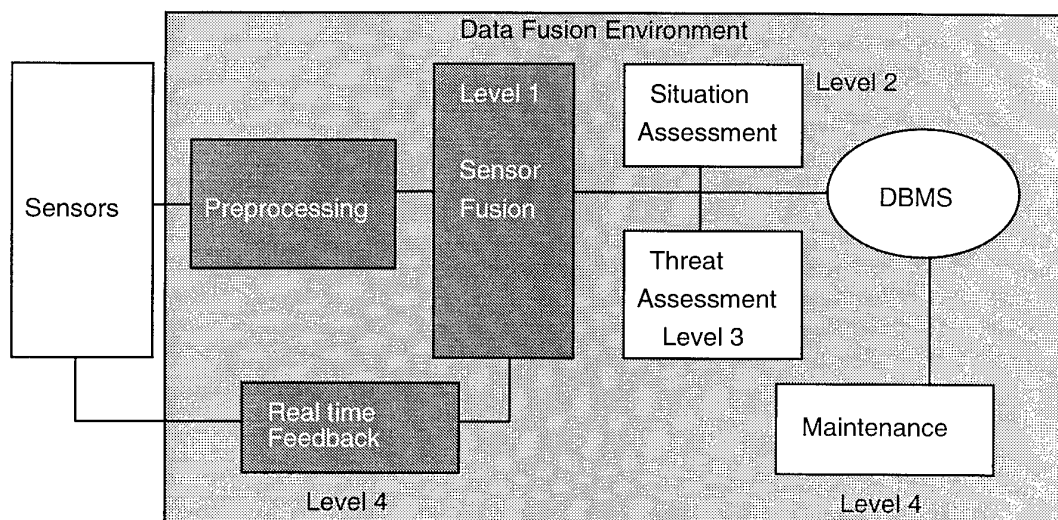 Data Fusion Environment
Sensors
Preprocessing
Level 1
Sensor
Fusion
Situation
Assessment
Level 2
Threat
Assessment
Level 3
DBMS
Real time
Feedback
Level 4
Maintenance
Level 4